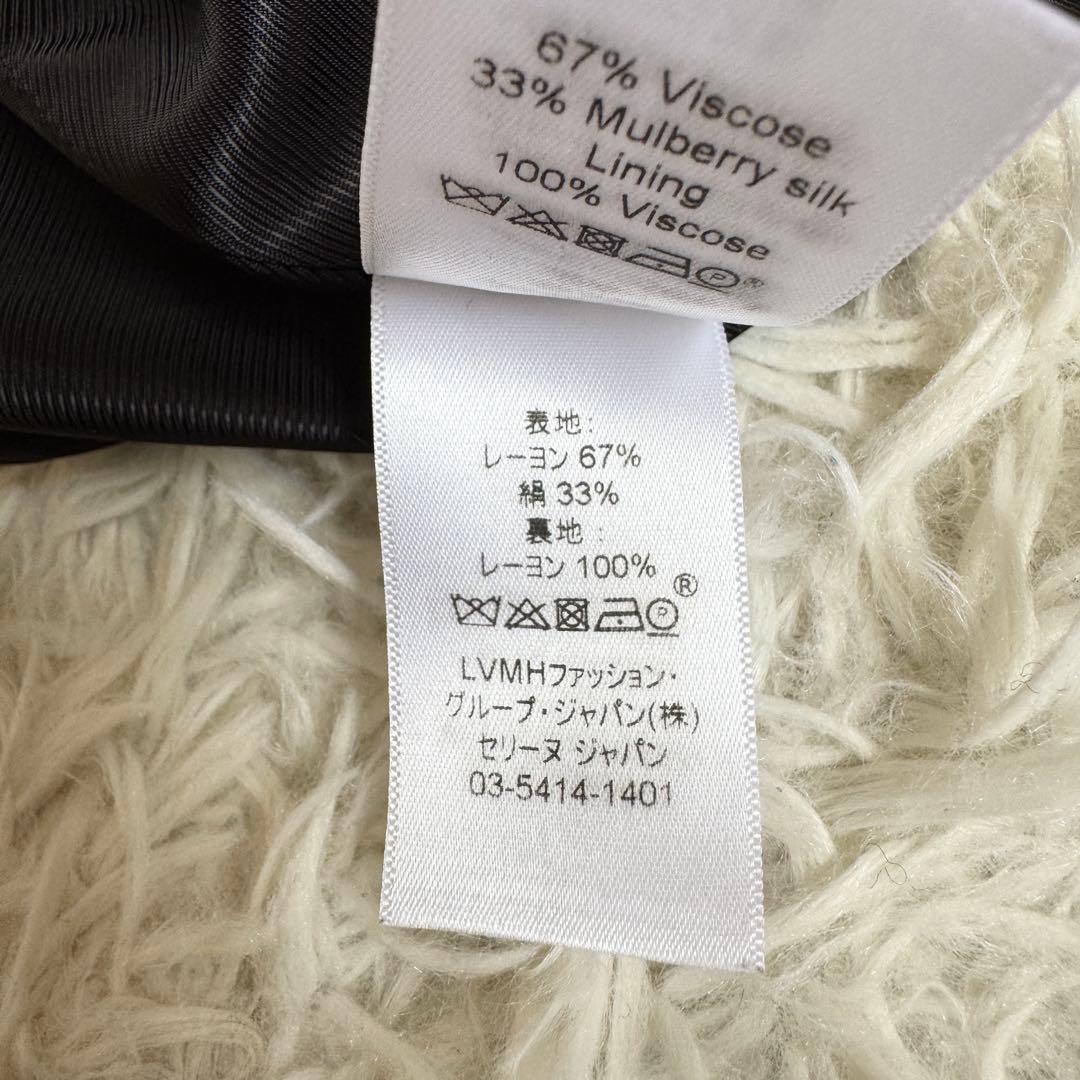 67% Viscose
33% Mulberry silk
Lining
100% Viscose
P®
表地:
レーヨン 67%
絹 33%
裏地:
レーヨン 100%
P®
LVMHファッション・
グループ・ジャパン(株)
セリーヌ ジャパン
03-5414-1401